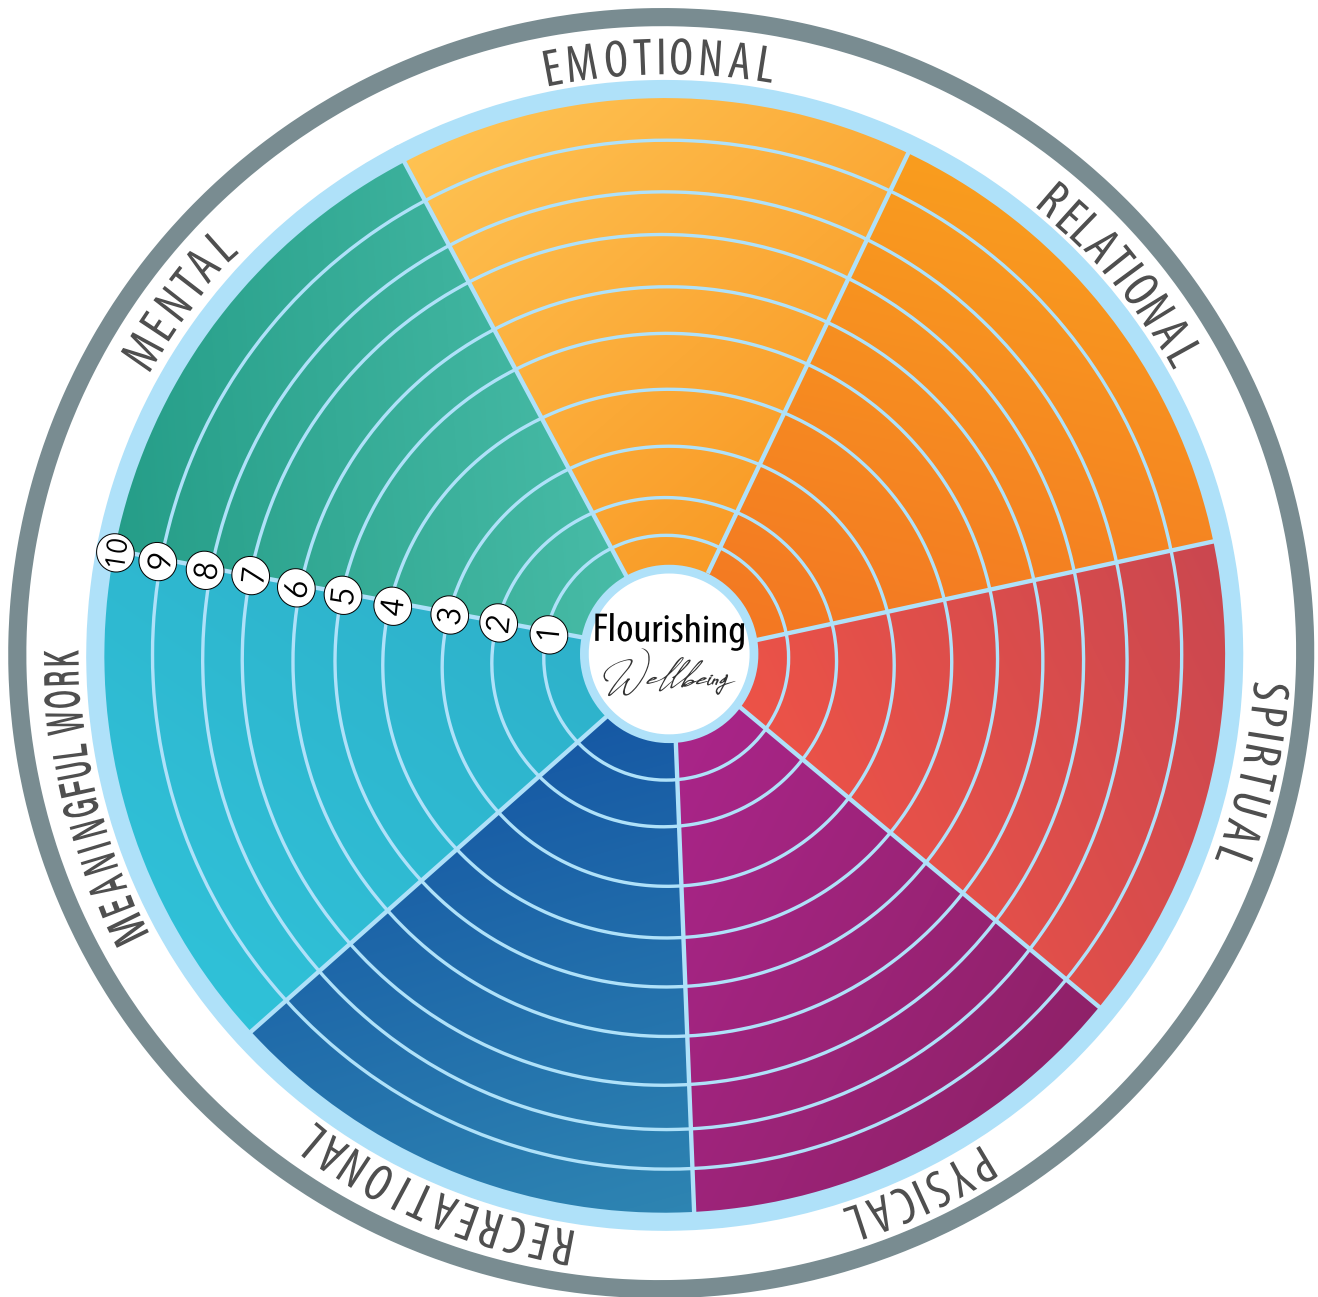 EMOTIONAL
RELATIONAL
SPIRTUAL
PYSICAL
RECREATIONAL
MEANINGFUL WORK
MENTAL
10
9
8
7
6
5
4
3
2
1
Flourishing
Wellbeing